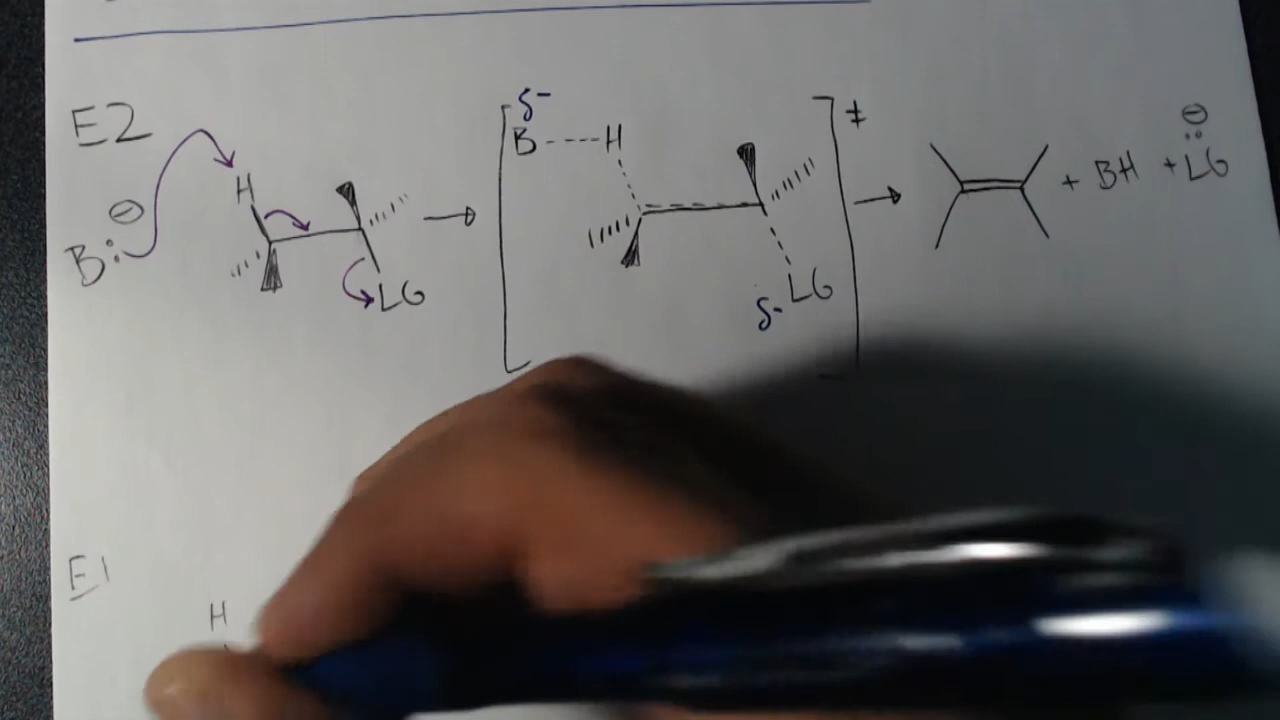 E2
B:⊖ H LG → [ δ- B---H LG δ- ]‡ → + BH + :LG⊖
E1
H